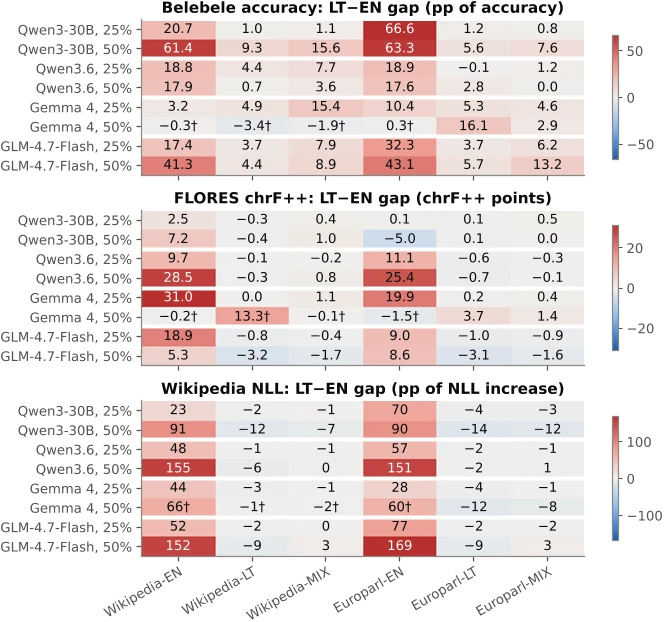 Belebele accuracy: LT−EN gap (pp of accuracy)
Qwen3-30B, 25% 20.7 1.0 1.1 66.6 1.2 0.8
Qwen3-30B, 50% 61.4 9.3 15.6 63.3 5.6 7.6
Qwen3.6, 25% 18.8 4.4 7.7 18.9 −0.1 1.2
Qwen3.6, 50% 17.9 0.7 3.6 17.6 2.8 0.0
Gemma 4, 25% 3.2 4.9 15.4 10.4 5.3 4.6
Gemma 4, 50% −0.3† −3.4† −1.9† 0.3† 16.1 2.9
GLM-4.7-Flash, 25% 17.4 3.7 7.9 32.3 3.7 6.2
GLM-4.7-Flash, 50% 41.3 4.4 8.9 43.1 5.7 13.2
50
0
−50
FLORES chrF++: LT−EN gap (chrF++ points)
Qwen3-30B, 25% 2.5 −0.3 0.4 0.1 0.1 0.5
Qwen3-30B, 50% 7.2 −0.4 1.0 −5.0 0.1 0.0
Qwen3.6, 25% 9.7 −0.1 −0.2 11.1 −0.6 −0.3
Qwen3.6, 50% 28.5 −0.3 0.8 25.4 −0.7 −0.1
Gemma 4, 25% 31.0 0.0 1.1 19.9 0.2 0.4
Gemma 4, 50% −0.2† 13.3† −0.1† −1.5† 3.7 1.4
GLM-4.7-Flash, 25% 18.9 −0.8 −0.4 9.0 −1.0 −0.9
GLM-4.7-Flash, 50% 5.3 −3.2 −1.7 8.6 −3.1 −1.6
20
0
−20
Wikipedia NLL: LT−EN gap (pp of NLL increase)
Qwen3-30B, 25% 23 −2 −1 70 −4 −3
Qwen3-30B, 50% 91 −12 −7 90 −14 −12
Qwen3.6, 25% 48 −1 −1 57 −2 −1
Qwen3.6, 50% 155 −6 0 151 −2 1
Gemma 4, 25% 44 −3 −1 28 −4 −1
Gemma 4, 50% 66† −1† −2† 60† −12 −8
GLM-4.7-Flash, 25% 52 −2 0 77 −2 −2
GLM-4.7-Flash, 50% 152 −9 3 169 −9 3
100
0
−100
Wikipedia-EN Wikipedia-LT Wikipedia-MIX Europarl-EN Europarl-LT Europarl-MIX